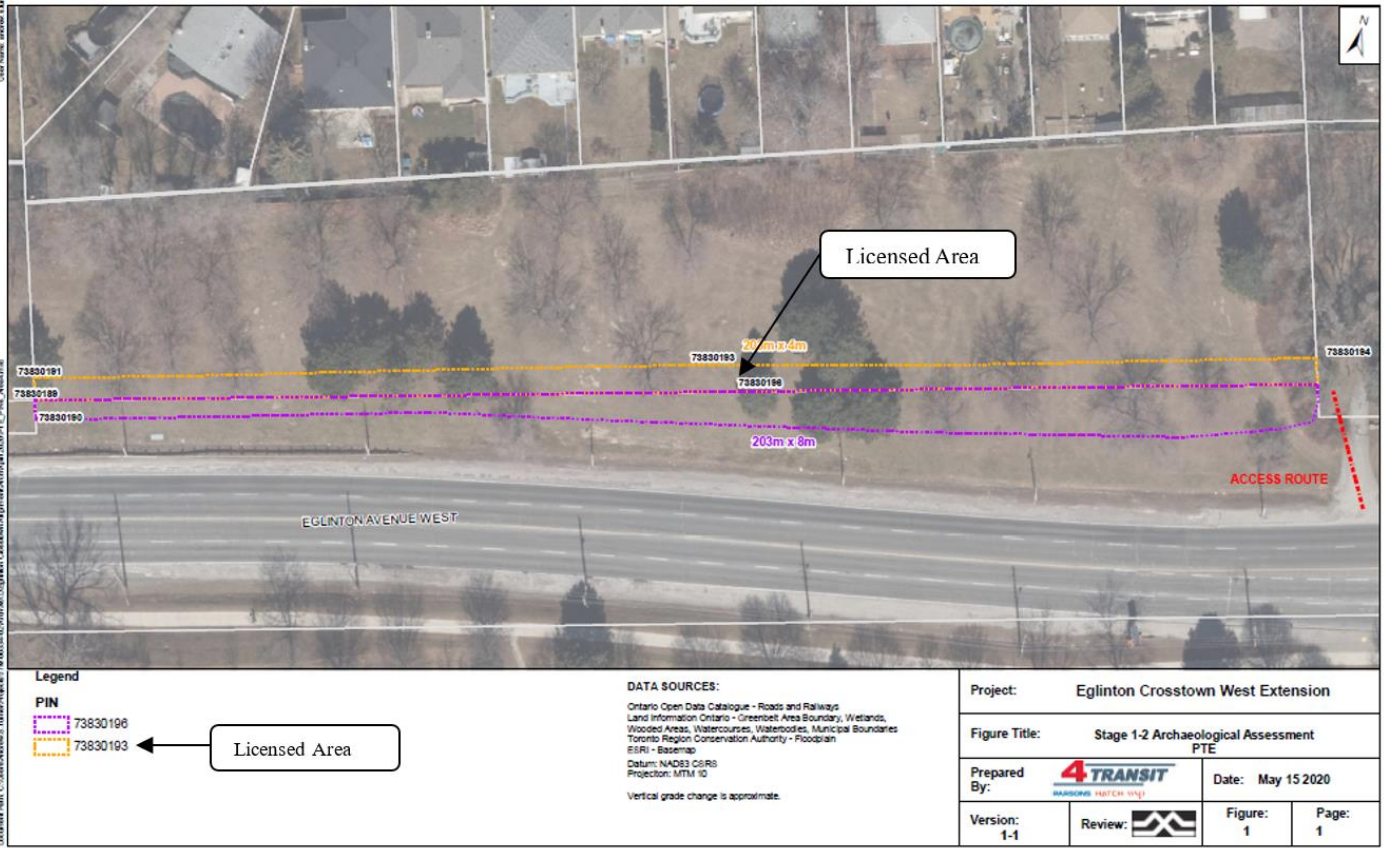 N
Licensed Area
203m x 4m
73830193
73830194
73830191
73830196
73830189
73830190
203m x 8m
ACCESS ROUTE
EGLINTON AVENUE WEST
Legend
PIN
73830196
73830193
Licensed Area
DATA SOURCES:
Ontario Open Data Catalogue - Roads and Railways
Land Information Ontario - Greenbelt Area Boundary, Wetlands,
Wooded Areas, Watercourses, Waterbodies, Municipal Boundaries
Toronto Region Conservation Authority - Floodplain
ESRI - Basemap
Datum: NAD83 CSRS
Projection: MTM 10
Vertical grade change is approximate.
Project: Eglinton Crosstown West Extension
Figure Title: Stage 1-2 Archaeological Assessment
PTE
Prepared
By:
4TRANSIT
PARSONS HATCH wsp
Date: May 15 2020
Version:
1-1
Review:
Figure:
1
Page:
1